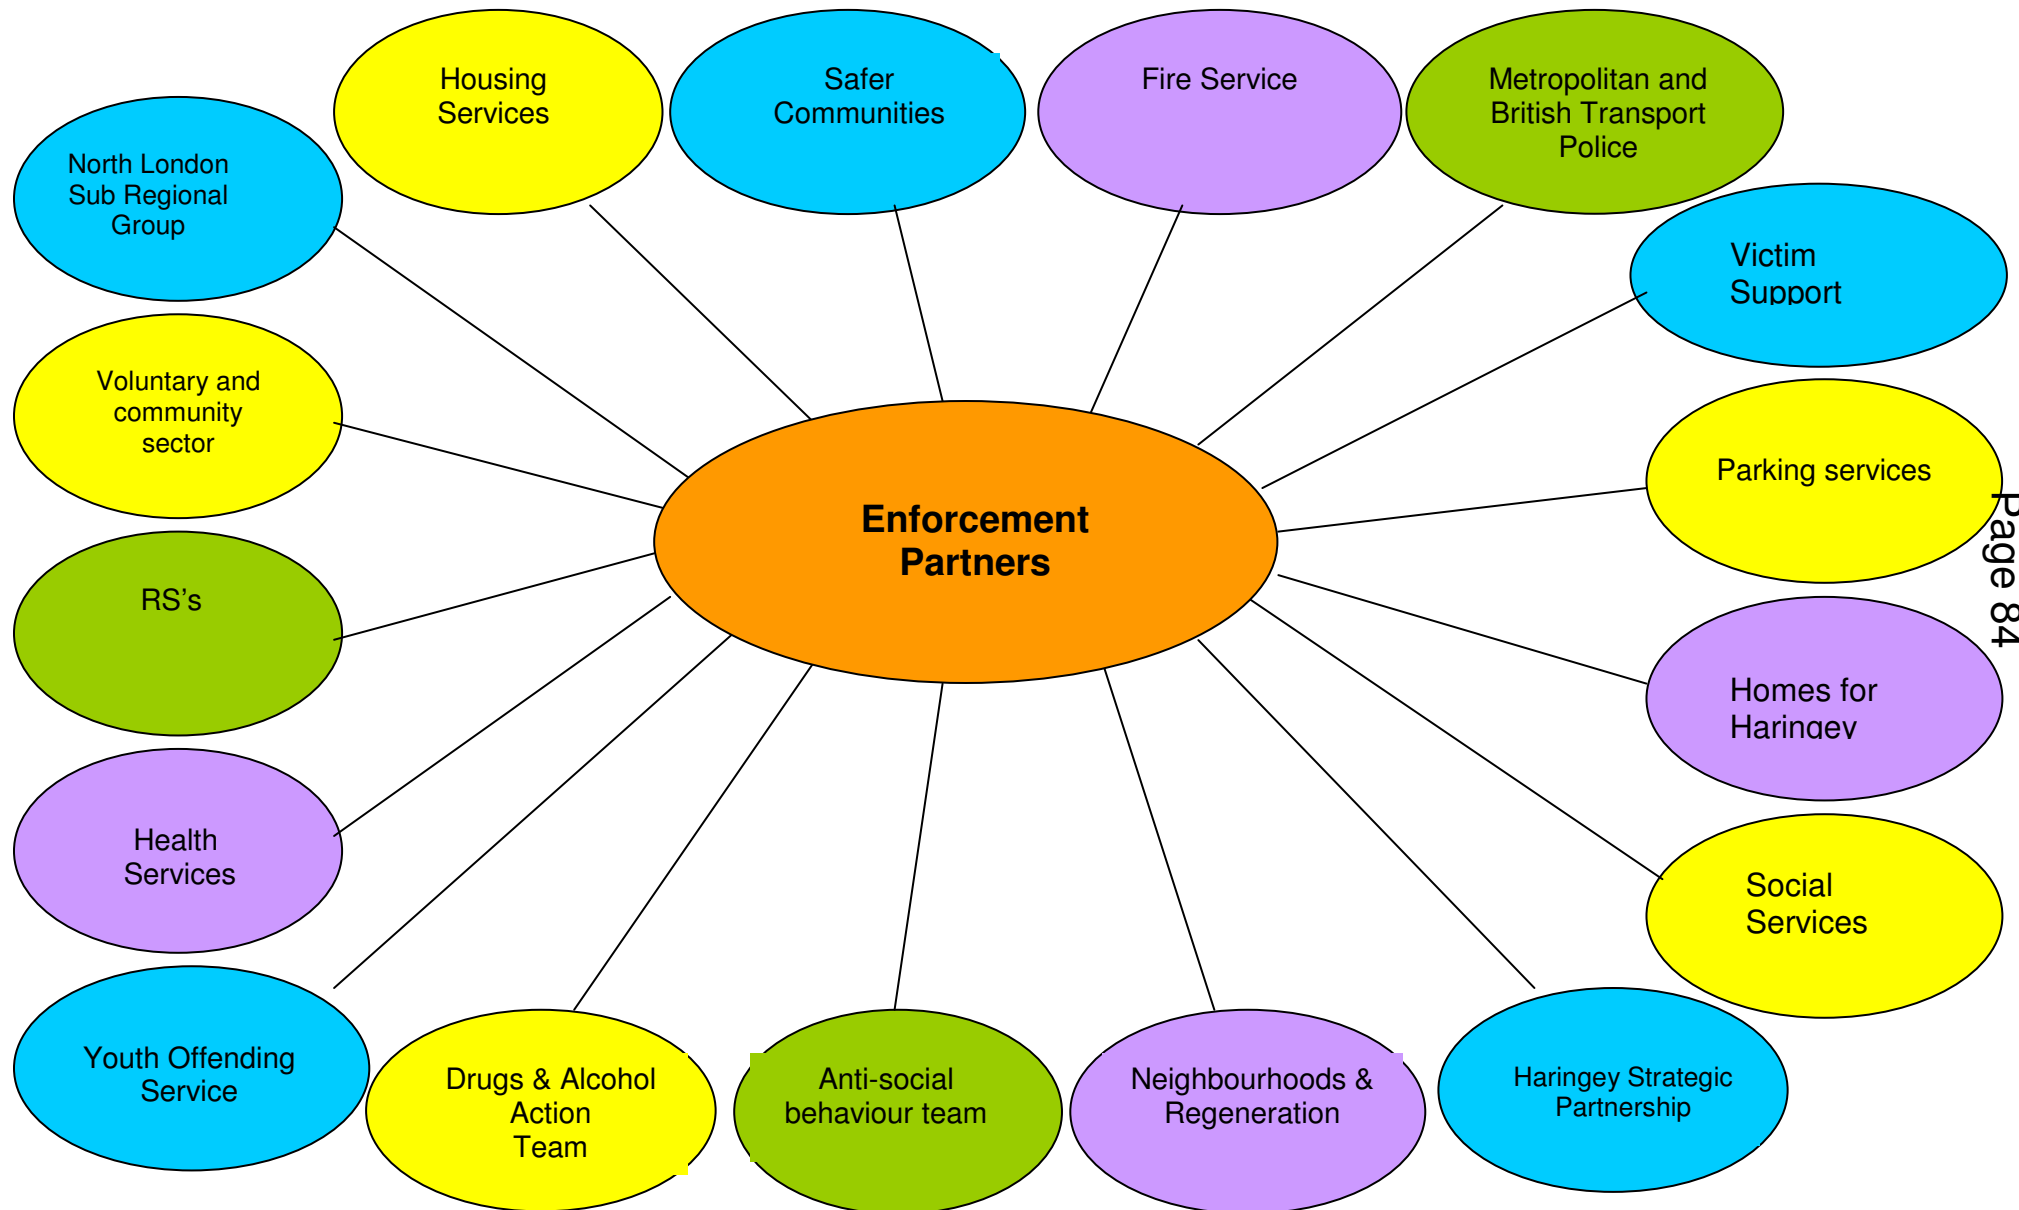 Housing
Services
Safer
Communities
Fire Service
Metropolitan and
British Transport
Police
North London
Sub Regional
Group
Victim
Support
Voluntary and
community
sector
Parking services
Enforcement
Partners
RS's
Homes for
Haringey
Health
Services
Social
Services
Youth Offending
Service
Drugs & Alcohol
Action
Team
Anti-social
behaviour team
Neighbourhoods &
Regeneration
Haringey Strategic
Partnership
Page 84